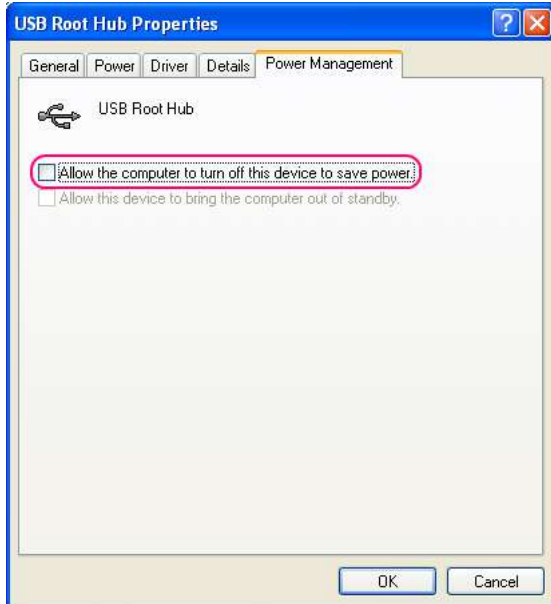 USB Root Hub Properties
General Power Driver Details Power Management
USB Root Hub
Allow the computer to turn off this device to save power.
Allow this device to bring the computer out of standby.
OK Cancel